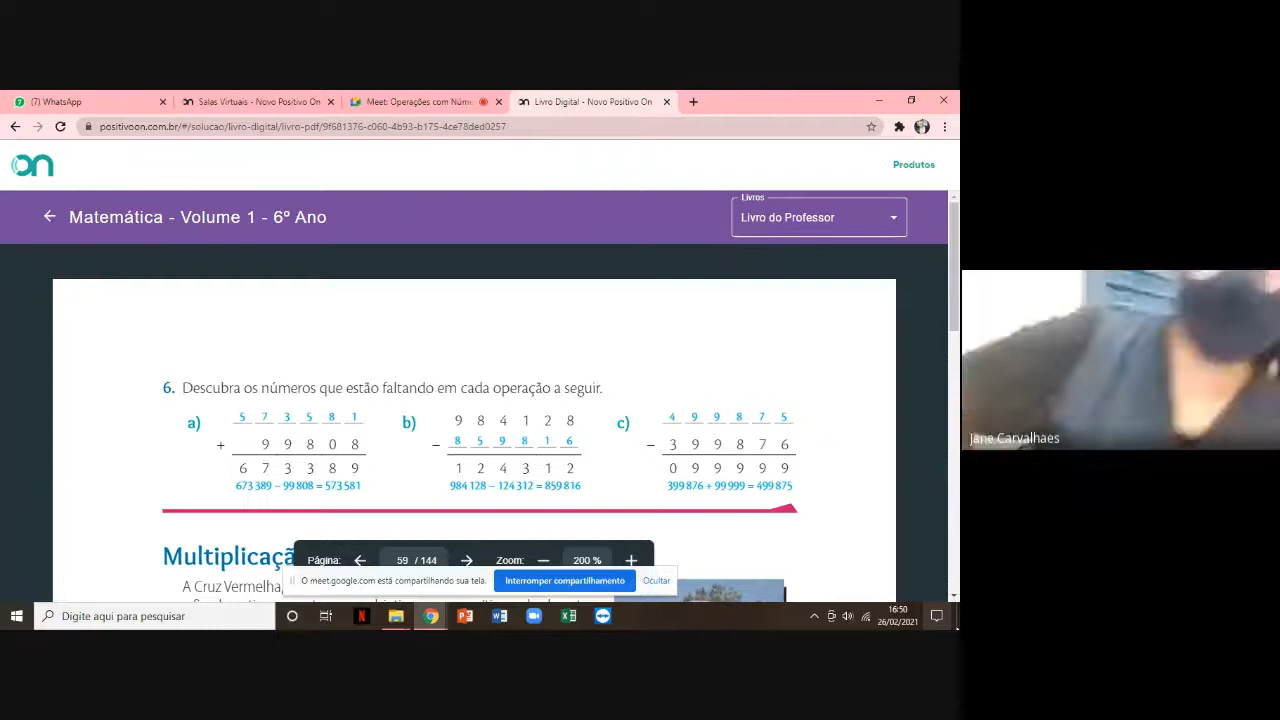 (7) WhatsApp
Salas Virtuais - Novo Positivo On
Meet: Operações com Núme
Livro Digital - Novo Positivo On
positivoon.com.br/#/solucao/livro-digital/livro-pdf/9f681376-c060-4b93-b175-4ce78ded0257
on
Produtos
Matemática - Volume 1 - 6º Ano
Livros
Livro do Professor
6. Descubra os números que estão faltando em cada operação a seguir.
a) 5 7 3 5 8 1
+ 9 9 8 0 8
6 7 3 3 8 9
673 389 – 99 808 = 573 581
b) 9 8 4 1 2 8
– 8 5 9 8 1 6
1 2 4 3 1 2
984 128 – 124 312 = 859 816
c) 4 9 9 8 7 5
– 3 9 9 8 7 6
0 9 9 9 9 9
399 876 + 99 999 = 499 875
Multiplicaçã
Página: 59 / 144 Zoom: 200 %
A Cruz Vermelha,
O meet.google.com está compartilhando sua tela. Interromper compartilhamento Ocultar
Digite aqui para pesquisar
16:50
26/02/2021
Jane Carvalhaes